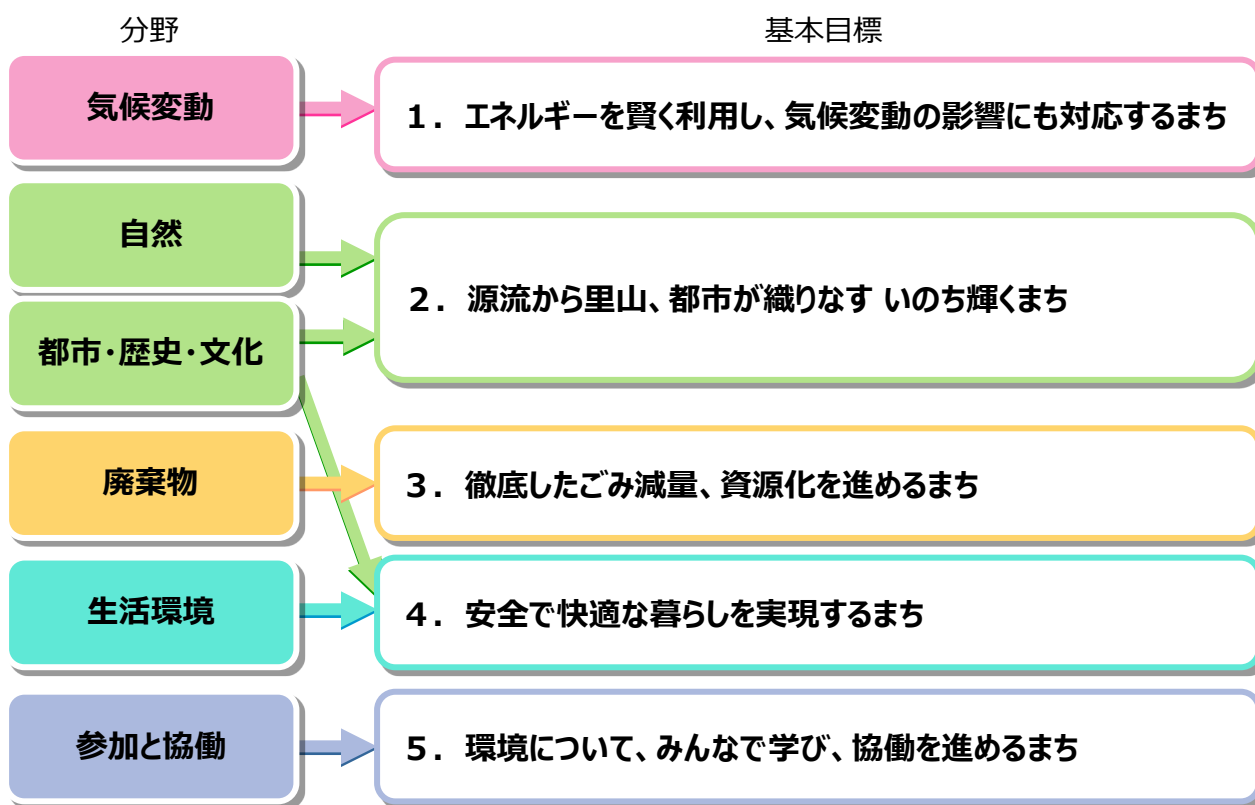 分野
基本目標
気候変動
1. エネルギーを賢く利用し、気候変動の影響にも対応するまち
自然
都市・歴史・文化
2. 源流から里山、都市が織りなす いのち輝くまち
廃棄物
3. 徹底したごみ減量、資源化を進めるまち
生活環境
4. 安全で快適な暮らしを実現するまち
参加と協働
5. 環境について、みんなで学び、協働を進めるまち